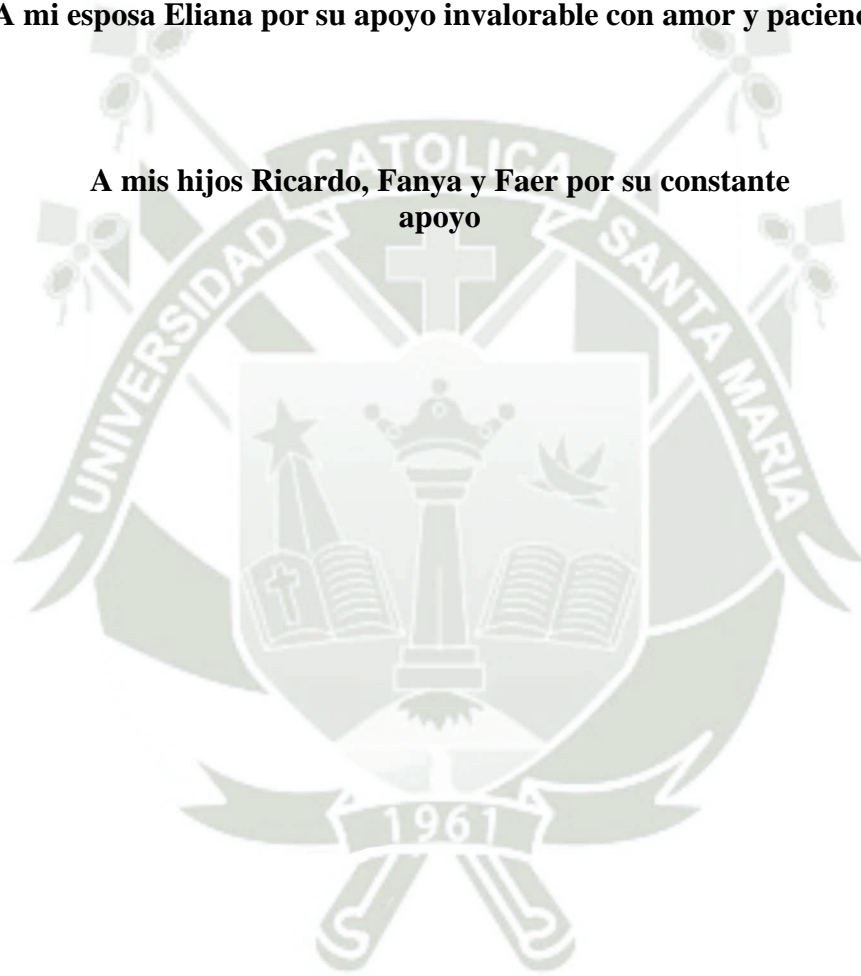 A mi esposa Eliana por su apoyo invalorable con amor y pacienc
A mis hijos Ricardo, Fanya y Faer por su constante
apoyo
UNIVERSIDAD CATOLICA SANTA MARIA
1961